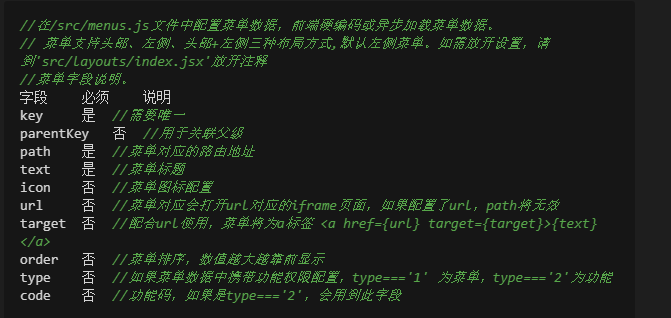 //在/src/menus.js文件中配置菜单数据，前端硬编码或异步加载菜单数据。
// 菜单支持头部、左侧、头部+左侧三种布局方式,默认左侧菜单。如需放开设置，请
到'src/layouts/index.jsx'放开注释
//菜单字段说明。
字段 必须 说明
key 是 //需要唯一
parentKey 否 //用于关联父级
path 是 //菜单对应的路由地址
text 是 //菜单标题
icon 否 //菜单图标配置
url 否 //菜单对应会打开url对应的iframe页面，如果配置了url，path将无效
target 否 //配合url使用，菜单将为a标签 <a href={url} target={target}>{text}
</a>
order 否 //菜单排序，数值越大越靠前显示
type 否 //如果菜单数据中携带功能权限配置，type==='1' 为菜单，type==='2'为功能
code 否 //功能码，如果是type==='2'，会用到此字段